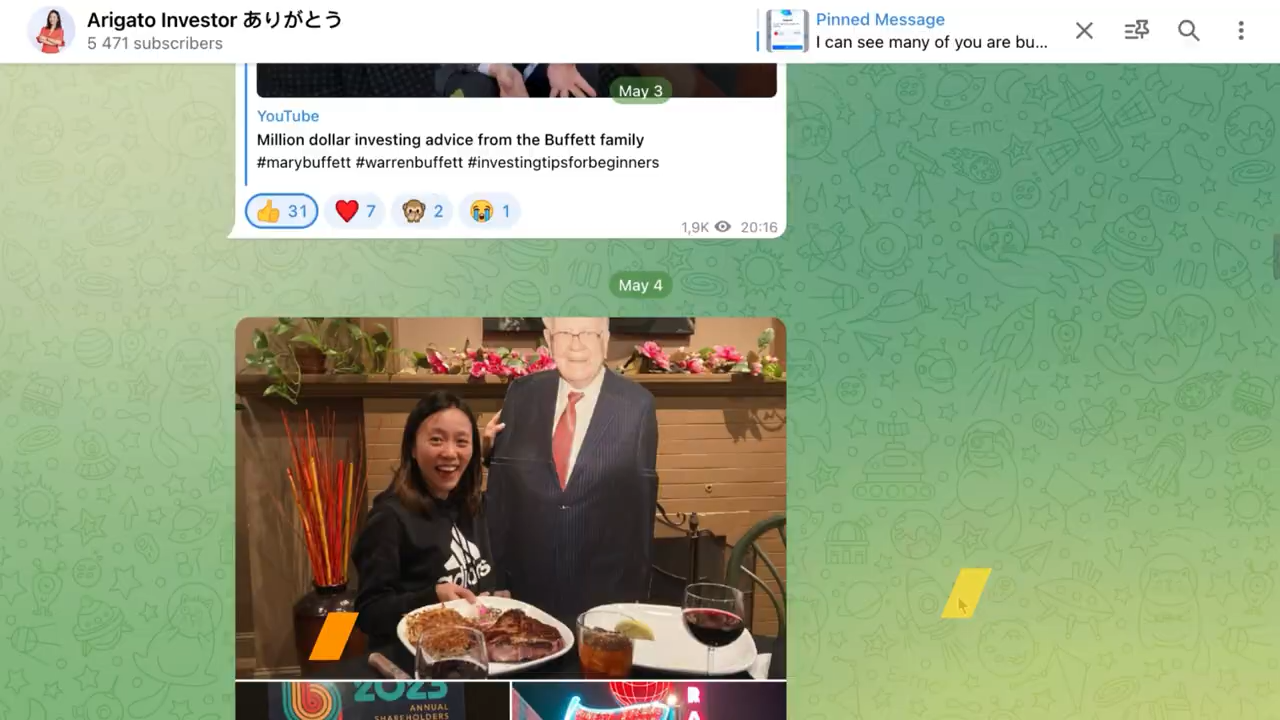 Arigato Investor ありがとう
5 471 subscribers
Pinned Message
I can see many of you are bu...
May 3
YouTube
Million dollar investing advice from the Buffett family
#marybuffett #warrenbuffett #investingtipsforbeginners
31
7
2
1
1,9K
20:16
May 4
adidas
2023
ANNUAL
SHAREHOLDERS
R
A